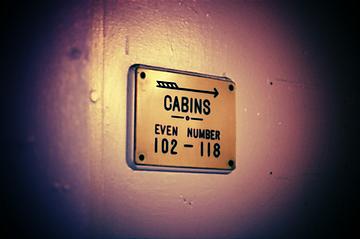 CABINS
EVEN NUMBER
102 - 118